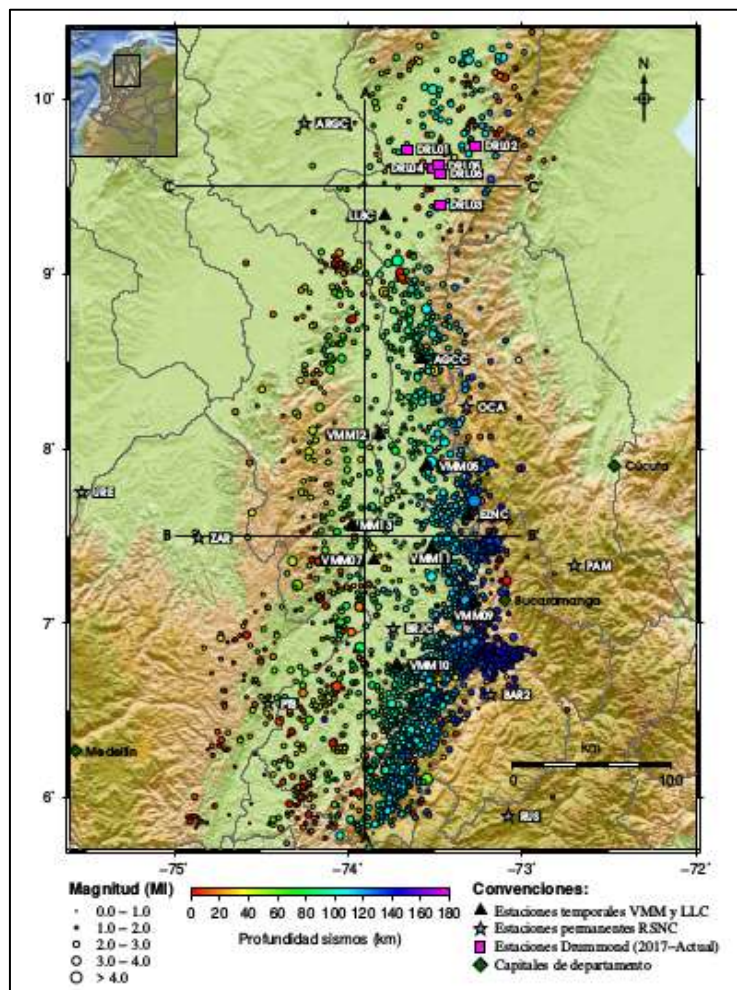 N
10˚
A
ARGC
DRL01
DRL02
DRL04
DRL05
DRL06
C
C'
DRL03
LLBC
9˚
AGCC
OCA
8˚
VMM12
VMM05
Cúcuta
URE
MM13
EZNC
B
ZAR
B'
VMM07
VMM11
PAM
Bucaramanga
7˚
BRJC
VMM09
VMM10
BAR2
Medellín
km
0
100
6˚
RUS
−75˚
−74˚
−73˚
−72˚
Magnitud (Ml)
0.0 – 1.0
1.0 – 2.0
2.0 – 3.0
3.0 – 4.0
> 4.0
0 20 40 60 80 100 120 140 160 180
Profundidad sismos (km)
Convenciones:
Estaciones temporales VMM y LLC
Estaciones permanentes RSNC
Estaciones Drummond (2017–Actual)
Capitales de departamento